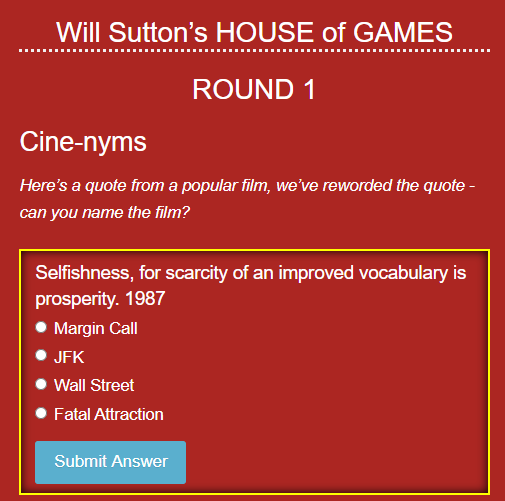 Will Sutton’s HOUSE of GAMES
ROUND 1
Cine-nyms
Here’s a quote from a popular film, we’ve reworded the quote -
can you name the film?
Selfishness, for scarcity of an improved vocabulary is
prosperity. 1987
Margin Call
JFK
Wall Street
Fatal Attraction
Submit Answer